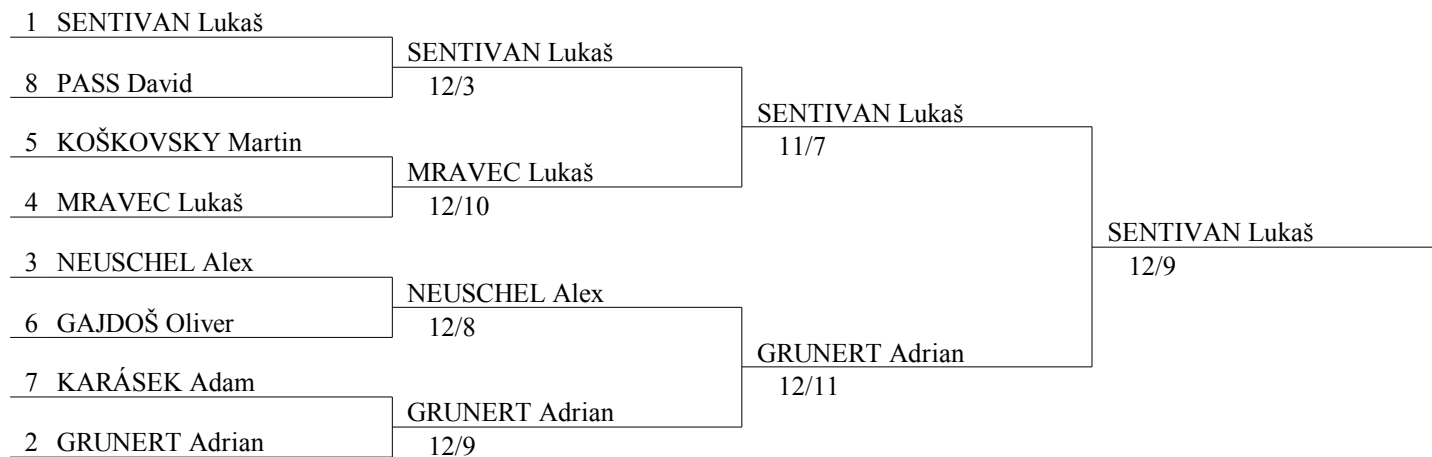 1 SENTIVAN Lukaš
SENTIVAN Lukaš
8 PASS David
12/3
SENTIVAN Lukaš
5 KOŠKOVSKY Martin
11/7
MRAVEC Lukaš
4 MRAVEC Lukaš
12/10
SENTIVAN Lukaš
3 NEUSCHEL Alex
12/9
NEUSCHEL Alex
6 GAJDOŠ Oliver
12/8
GRUNERT Adrian
7 KARÁSEK Adam
12/11
GRUNERT Adrian
2 GRUNERT Adrian
12/9